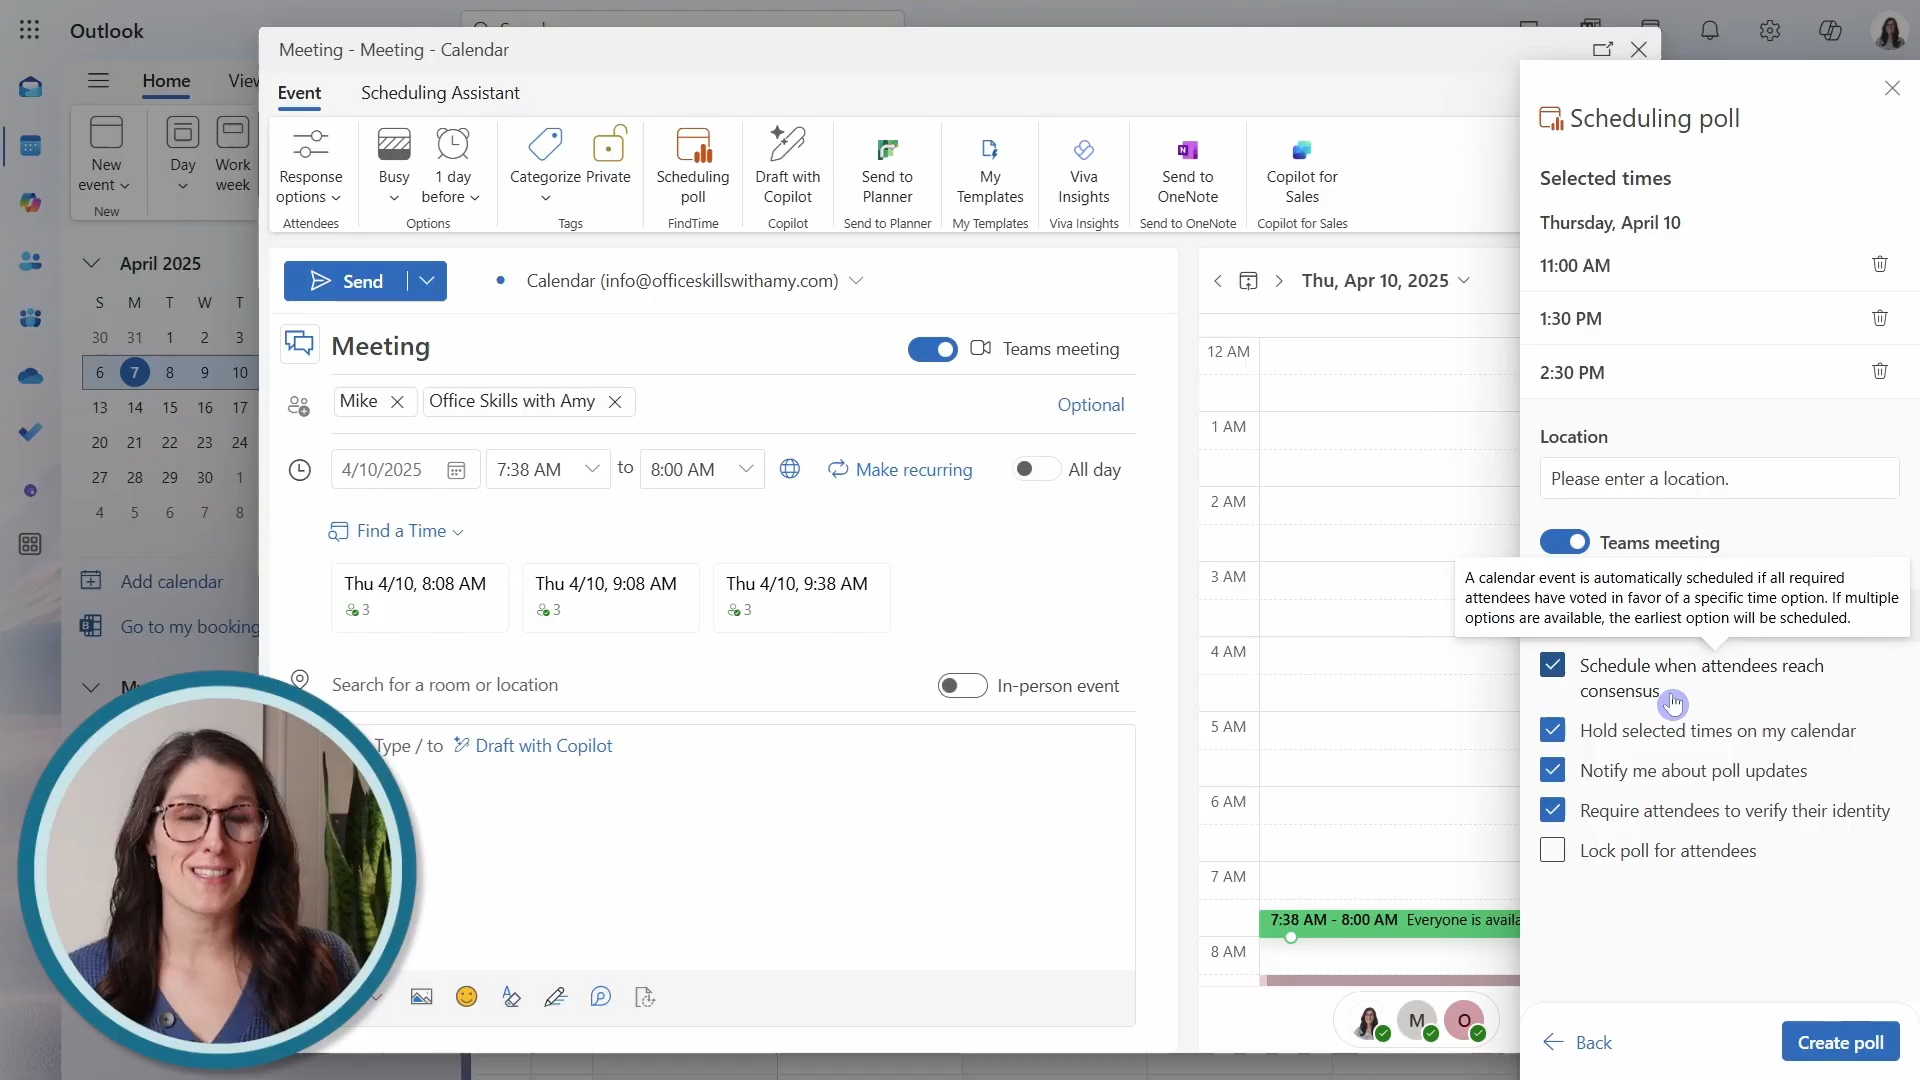 Outlook
Meeting - Meeting - Calendar
Home
Event
Scheduling Assistant
New
event
Day
Work
week
New
Response
options
Attendees
Busy
1 day
before
Options
Categorize
Private
Tags
Scheduling
poll
FindTime
Draft with
Copilot
Copilot
Send to
Planner
Send to Planner
My
Templates
My Templates
Viva
Insights
Viva Insights
Send to
OneNote
Send to OneNote
Copilot for
Sales
Copilot for Sales
April 2025
S M T W T
30 31 1 2 3
6 7 8 9 10
13 14 15 16 17
20 21 22 23 24
27 28 29 30 1
4 5 6 7 8
Add calendar
Go to my booking
Send
Calendar (info@officeskillswithamy.com)
Meeting
Teams meeting
Mike
Office Skills with Amy
Optional
4/10/2025
7:38 AM
to
8:00 AM
Make recurring
All day
Find a Time
Thu 4/10, 8:08 AM
3
Thu 4/10, 9:08 AM
3
Thu 4/10, 9:38 AM
3
Search for a room or location
In-person event
Type / to
Draft with Copilot
Thu, Apr 10, 2025
12 AM
1 AM
2 AM
3 AM
4 AM
5 AM
6 AM
7 AM
7:38 AM - 8:00 AM Everyone is availa
8 AM
M
O
Scheduling poll
Selected times
Thursday, April 10
11:00 AM
1:30 PM
2:30 PM
Location
Please enter a location.
Teams meeting
A calendar event is automatically scheduled if all required
attendees have voted in favor of a specific time option. If multiple
options are available, the earliest option will be scheduled.
Schedule when attendees reach
consensus
Hold selected times on my calendar
Notify me about poll updates
Require attendees to verify their identity
Lock poll for attendees
Back
Create poll